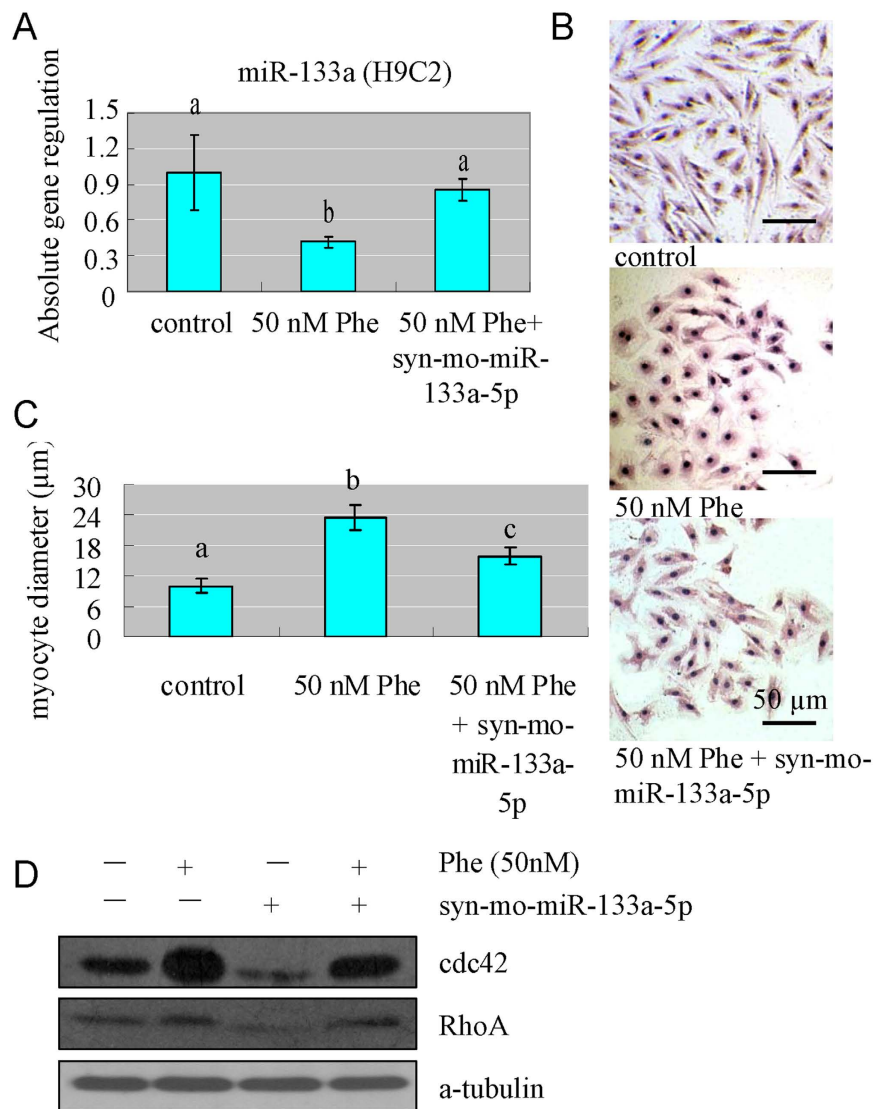 A
miR-133a (H9C2)
Absolute gene regulation
1.5
1.2
0.9
0.6
0.3
0
a
b
a
control
50 nM Phe
50 nM Phe+
syn-mo-miR-
133a-5p
B
control
50 nM Phe
50 µm
50 nM Phe + syn-mo-
miR-133a-5p
C
myocyte diameter (µm)
30
24
18
12
6
0
a
b
c
control
50 nM Phe
50 nM Phe
+ syn-mo-
miR-133a-
5p
D
— + — + Phe (50nM)
— — + + syn-mo-miR-133a-5p
cdc42
RhoA
a-tubulin